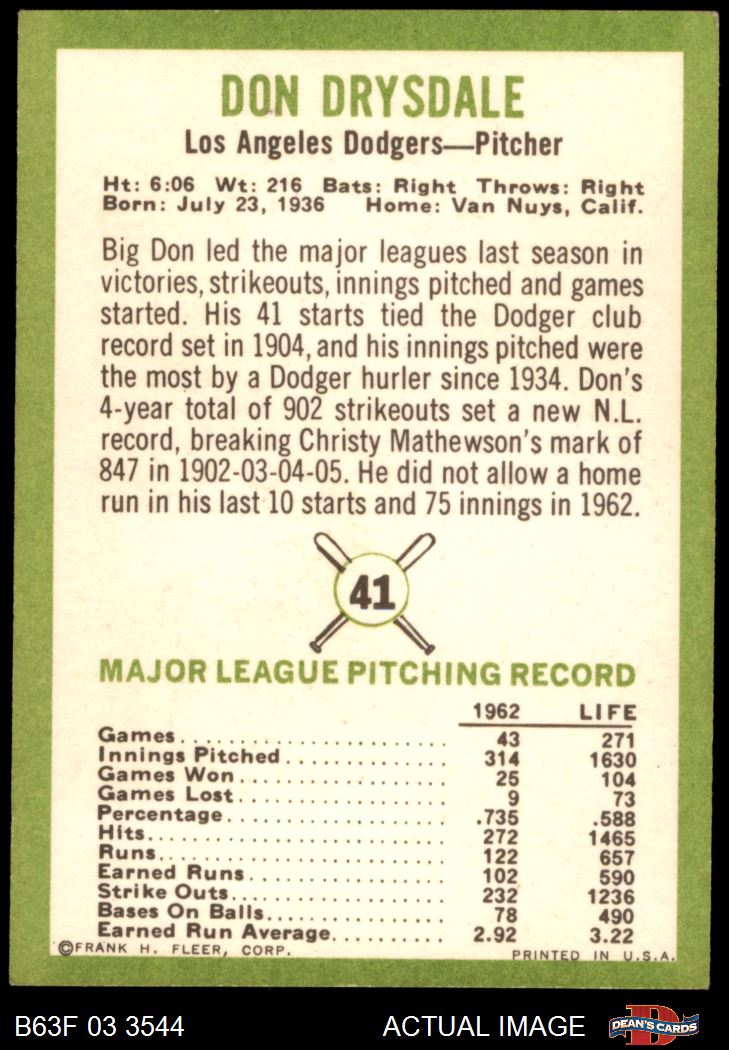 DON DRYSDALE
Los Angeles Dodgers—Pitcher
Ht: 6:06 Wt: 216 Bats: Right Throws: Right
Born: July 23, 1936 Home: Van Nuys, Calif.
Big Don led the major leagues last season in
victories, strikeouts, innings pitched and games
started. His 41 starts tied the Dodger club
record set in 1904, and his innings pitched were
the most by a Dodger hurler since 1934. Don's
4-year total of 902 strikeouts set a new N.L.
record, breaking Christy Mathewson's mark of
847 in 1902-03-04-05. He did not allow a home
run in his last 10 starts and 75 innings in 1962.
41
MAJOR LEAGUE PITCHING RECORD
1962 LIFE
Games.......................... 43 271
Innings Pitched................ 314 1630
Games Won..................... 25 104
Games Lost..................... 9 73
Percentage...................... .735 .588
Hits............................. 272 1465
Runs............................ 122 657
Earned Runs.................... 102 590
Strike Outs..................... 232 1236
Bases On Balls.................. 78 490
Earned Run Average.......... 2.92 3.22
©FRANK H. FLEER, CORP. PRINTED IN U.S.A.
B63F 03 3544 ACTUAL IMAGE D DEAN'S CARDS